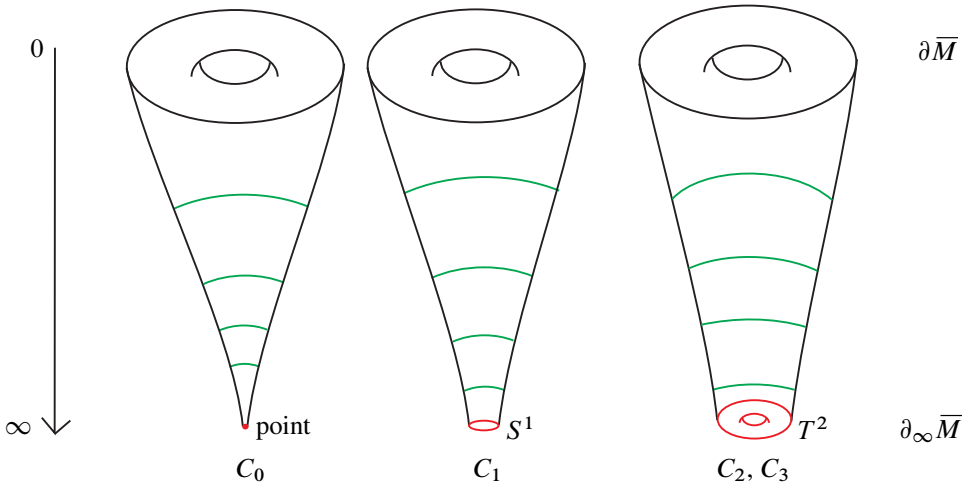 0
∂M̅
∞
point
S¹
T²
∂∞M̅
C₀
C₁
C₂, C₃